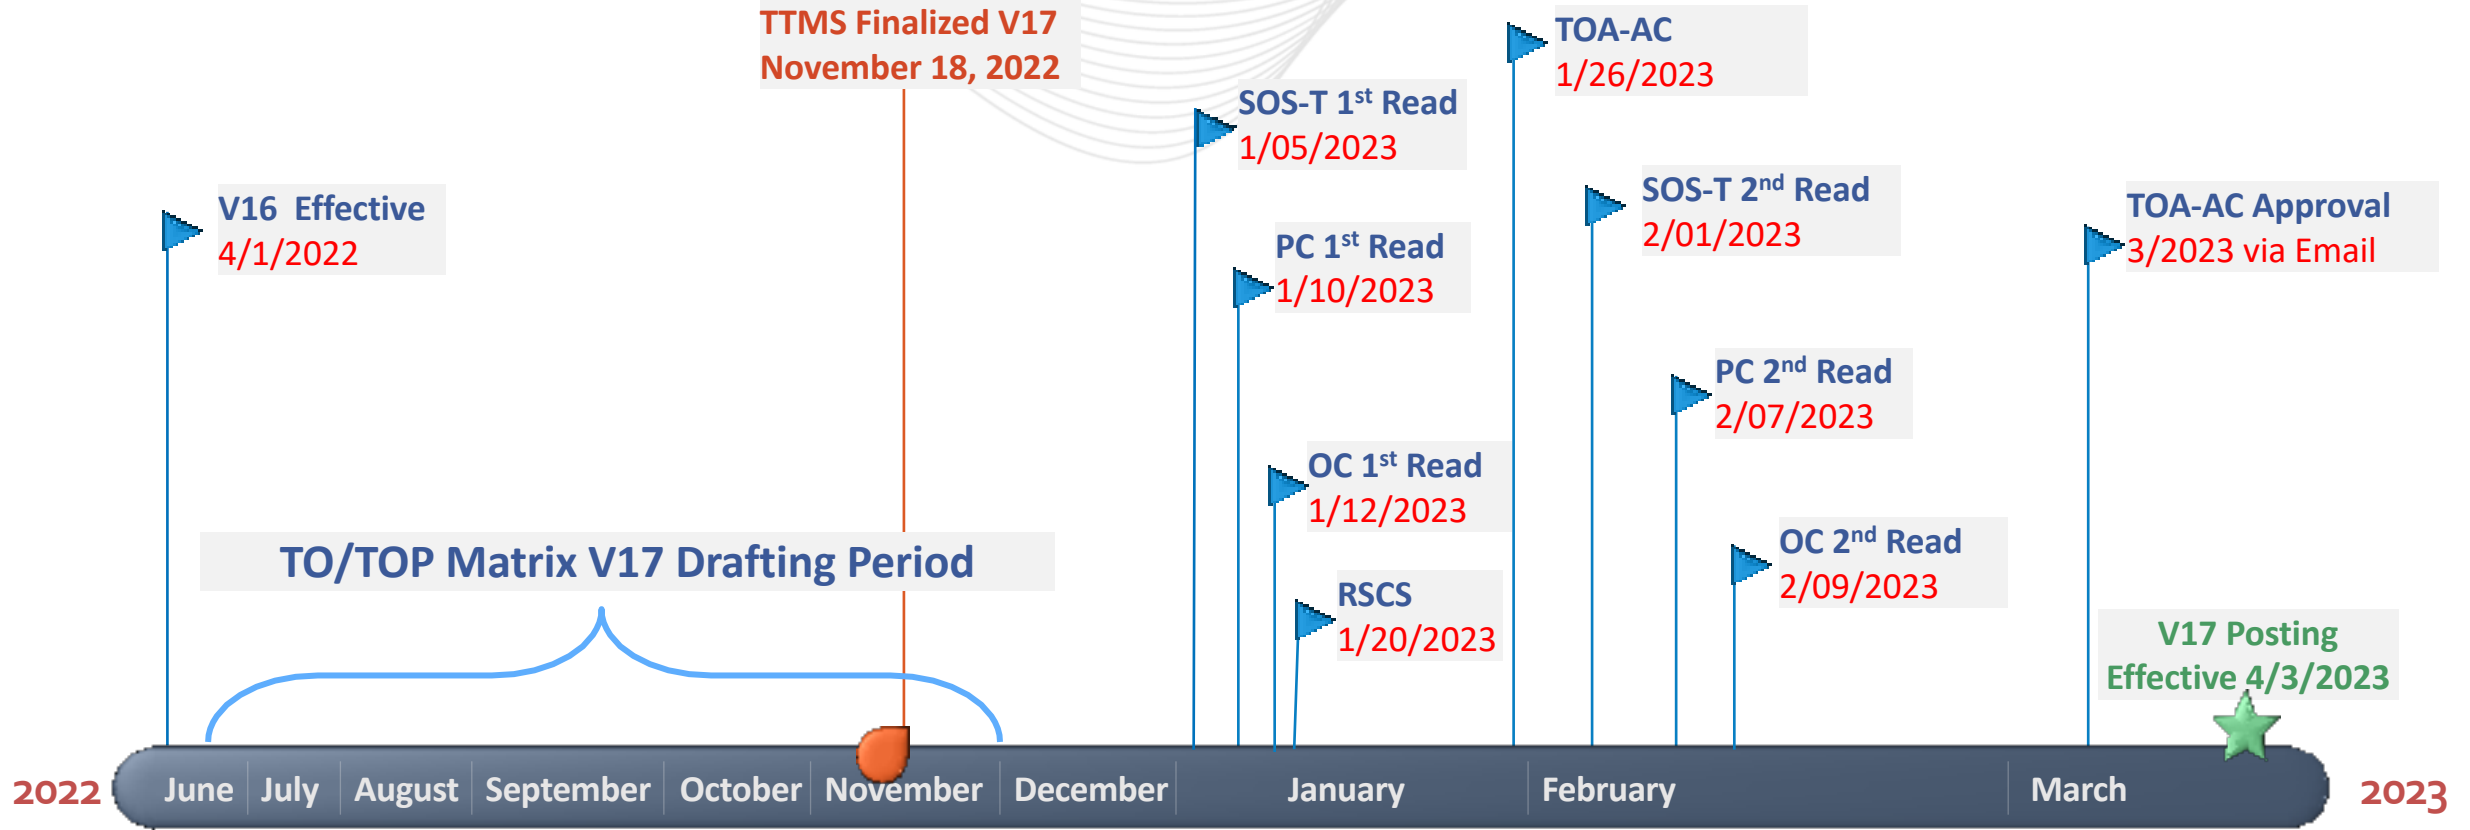 TTMS Finalized V17
November 18, 2022
TOA-AC
1/26/2023
SOS-T 1st Read
1/05/2023
V16  Effective
4/1/2022
SOS-T 2nd Read
2/01/2023
TOA-AC Approval
3/2023 via Email
PC 1st Read
1/10/2023
PC 2nd Read
2/07/2023
OC 1st Read
1/12/2023
TO/TOP Matrix V17 Drafting Period
OC 2nd Read
2/09/2023
RSCS
1/20/2023
V17 Posting
Effective 4/3/2023
2022 June July August September October November December January February March 2023